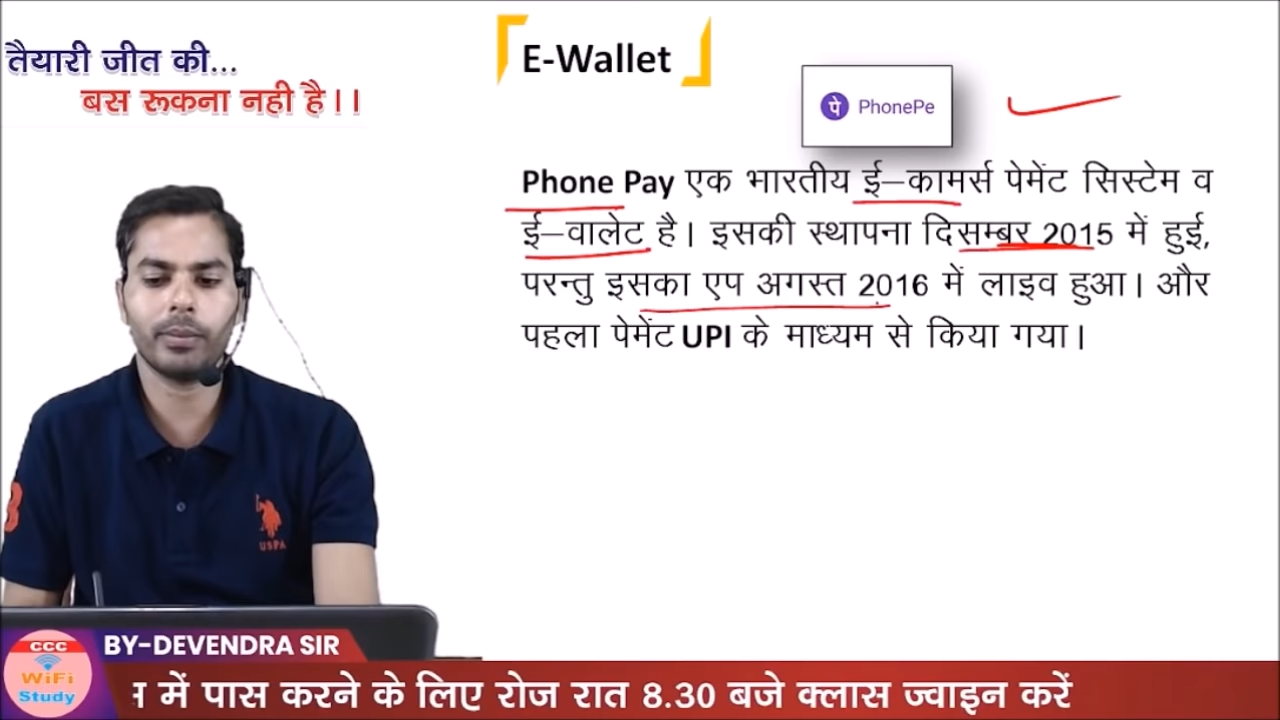 तैयारी जीत की...
बस रूकना नही है।।
E-Wallet
पे PhonePe
Phone Pay एक भारतीय ई–कामर्स पेमेंट सिस्टेम व
ई–वालेट है। इसकी स्थापना दिसम्बर 2015 में हुई,
परन्तु इसका एप अगस्त 2016 में लाइव हुआ। और
पहला पेमेंट UPI के माध्यम से किया गया।
USPA
CCC
WiFi
Study
BY-DEVENDRA SIR
में पास करने के लिए रोज रात 8.30 बजे क्लास ज्वाइन करें